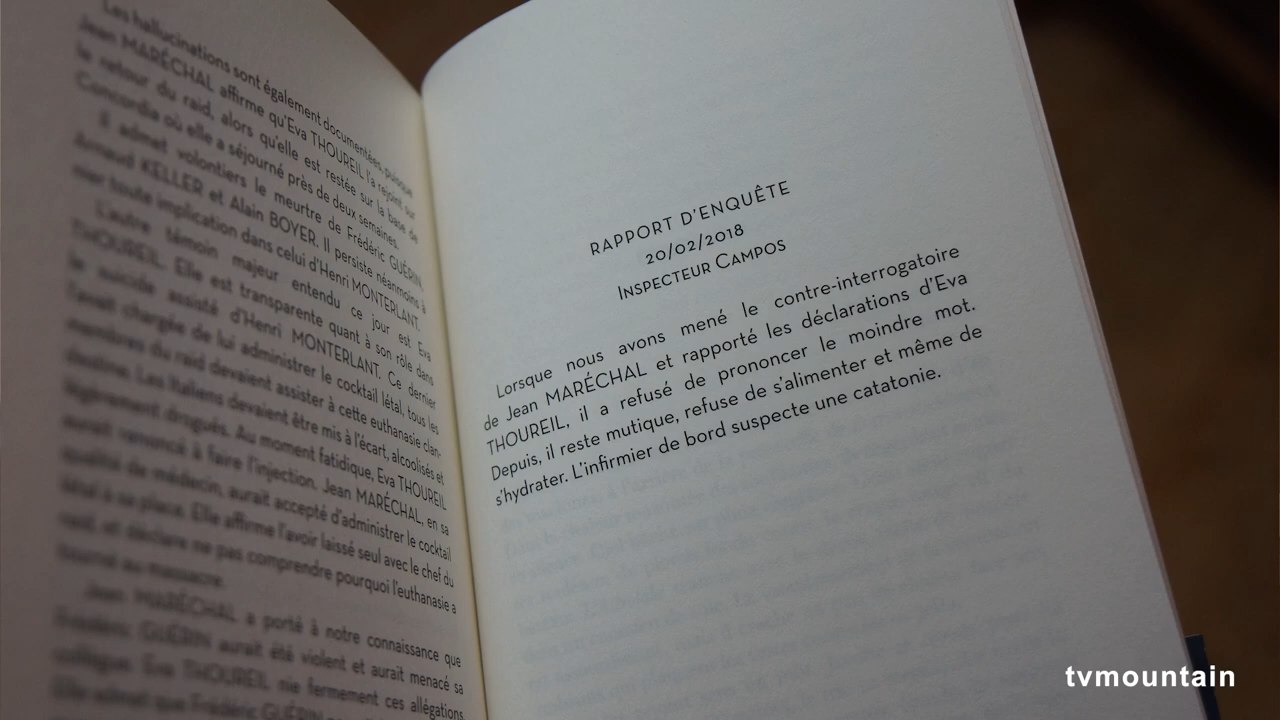 Les hallucinations sont également documentées, puisque
Jean MARÉCHAL affirme qu'Eva THOUREIL l'a rejoint sur
le retour du raid, alors qu'elle est restée sur la base de
Concordia où elle a séjourné près de deux semaines.
Il admet volontiers le meurtre de Frédéric GUÉRIN,
Arnaud KELLER et Alain BOYER. Il persiste néanmoins à
nier toute implication dans celui d'Henri MONTERLANT.
L'autre témoin majeur entendu ce jour est Eva
THOUREIL. Elle est transparente quant à son rôle dans
le suicide assisté d'Henri MONTERLANT. Ce dernier
l'avait chargée de lui administrer le cocktail létal, tous les
membres du raid devaient assister à cette euthanasie clan-
destine. Les Italiens devaient être mis à l'écart, alcoolisés et
légèrement drogués. Au moment fatidique, Eva THOUREIL
aurait renoncé à faire l'injection. Jean MARÉCHAL, en sa
qualité de médecin, aurait accepté d'administrer le cocktail
létal à sa place. Elle affirme l'avoir laissé seul avec le chef du
raid, et déclare ne pas comprendre pourquoi l'euthanasie a
tourné au massacre.
Jean MARÉCHAL a porté à notre connaissance que
Frédéric GUÉRIN aurait été violent et aurait menacé sa
collègue. Eva THOUREIL nie fermement ces allégations
Elle admet que Frédéric GUÉRIN
RAPPORT D'ENQUÊTE
20/02/2018
INSPECTEUR CAMPOS
Lorsque nous avons mené le contre-interrogatoire
de Jean MARÉCHAL et rapporté les déclarations d'Eva
THOUREIL, il a refusé de prononcer le moindre mot.
Depuis, il reste mutique, refuse de s'alimenter et même de
s'hydrater. L'infirmier de bord suspecte une catatonie.
tvmountain